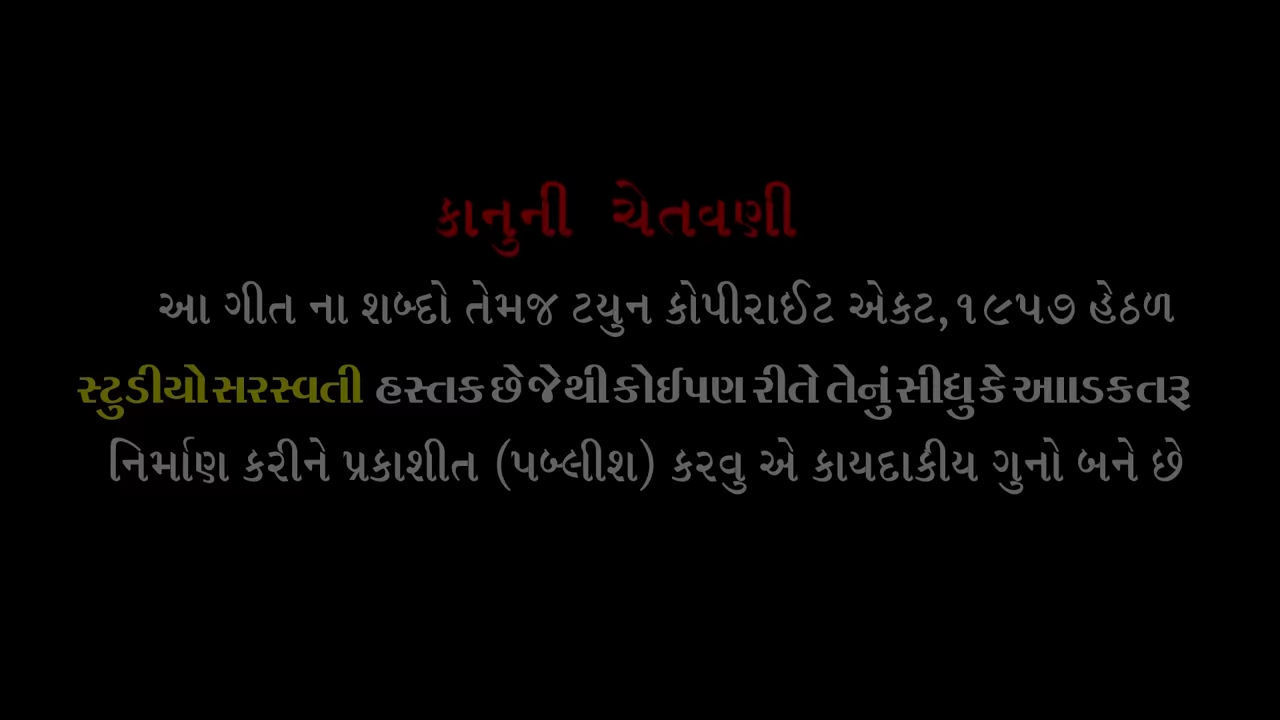 કાનુની ચેતવણી
આ ગીત ના શબ્દો તેમજ ટયુન કોપીરાઈટ એકટ,૧૯૫૭ હેઠળ
સ્ટુડીયો સરસ્વતી હસ્તક છે જેથી કોઈપણ રીતે તેનું સીધુ કે આાડકતરૂ
નિર્માણ કરીને પ્રકાશીત (પબ્લીશ) કરવુ એ કાયદાકીય ગુનો બને છે